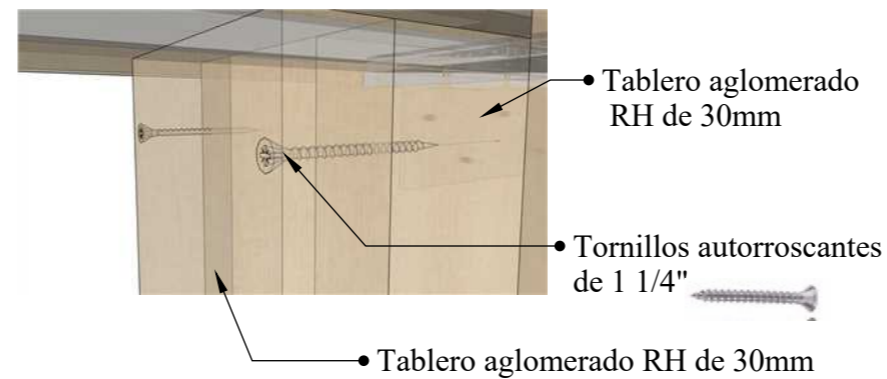 Tablero aglomerado
RH de 30mm
Tornillos autorroscantes
de 1 1/4"
Tablero aglomerado RH de 30mm